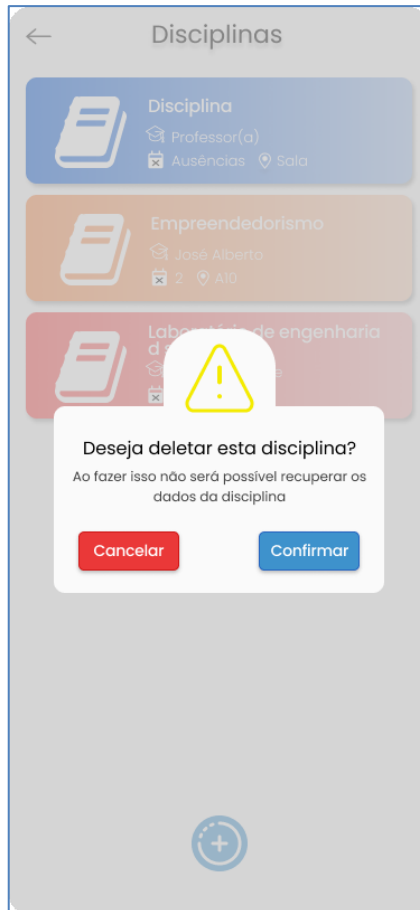 Disciplinas
Disciplina
Professor(a)
Ausências Sala
Empreendedorismo
José Alberto
2 A10
de engenharia
d
Deseja deletar esta disciplina?
Ao fazer isso não será possível recuperar os
dados da disciplina
Cancelar Confirmar